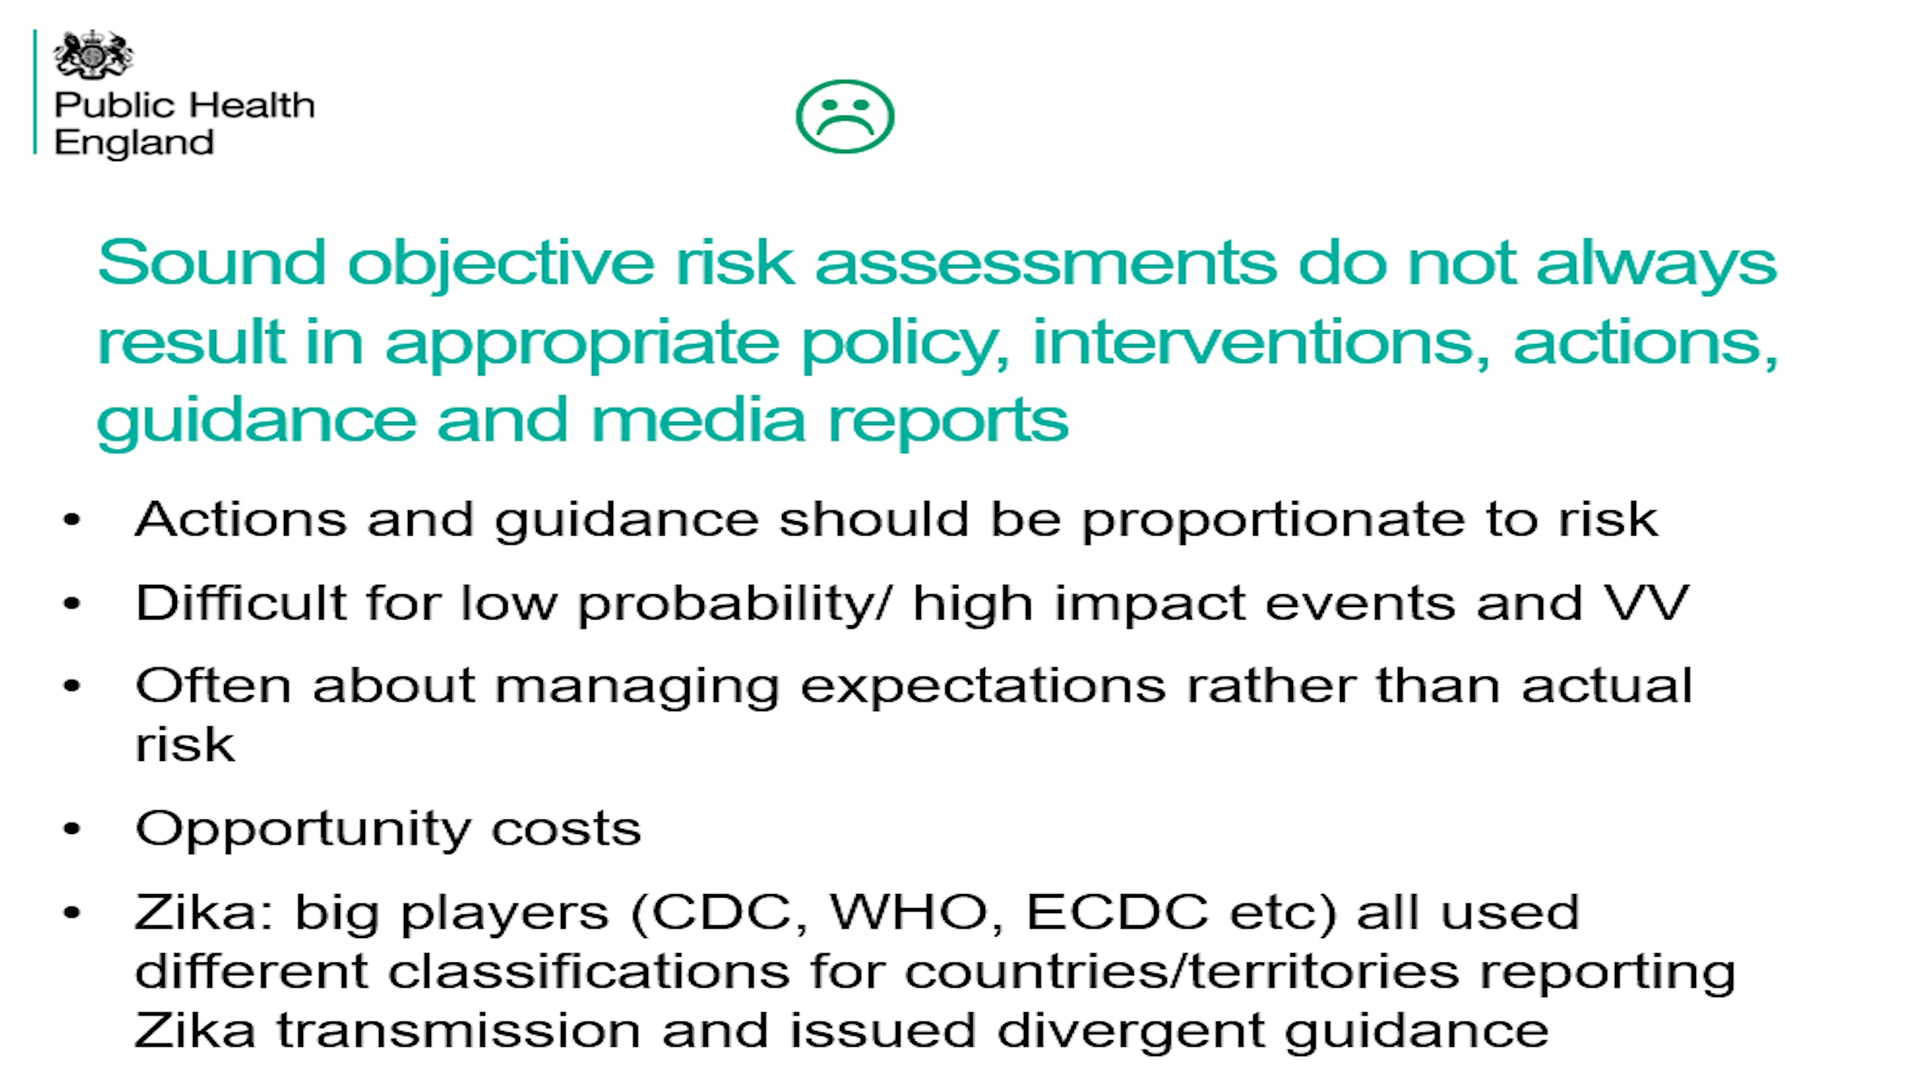 Public Health
England
Sound objective risk assessments do not always
result in appropriate policy, interventions, actions,
guidance and media reports
• Actions and guidance should be proportionate to risk
• Difficult for low probability/ high impact events and VV
• Often about managing expectations rather than actual
risk
• Opportunity costs
• Zika: big players (CDC, WHO, ECDC etc) all used
different classifications for countries/territories reporting
Zika transmission and issued divergent guidance